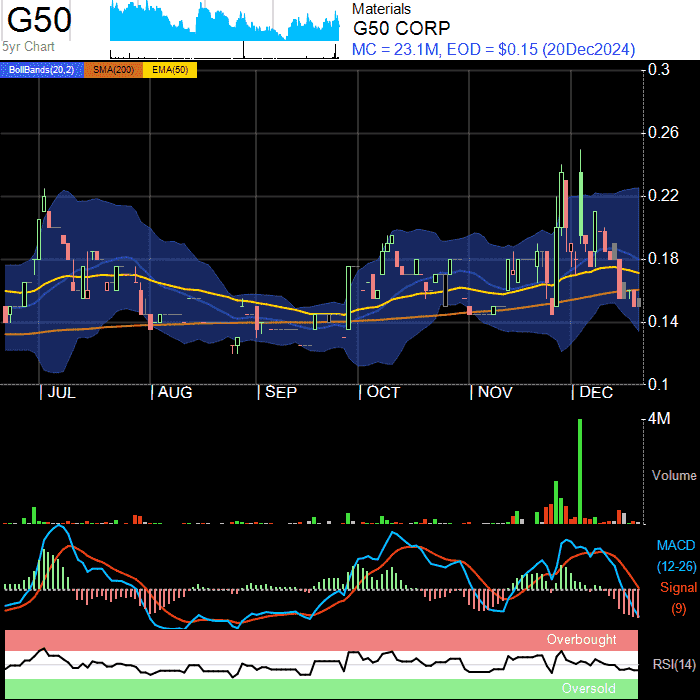 G50
5yr Chart
Materials
G50 CORP
MC = 23.1M, EOD = $0.15 (20Dec2024)
BollBands(20,2) SMA(200) EMA(50)
0.3
0.26
0.22
0.18
0.14
0.1
JUL AUG SEP OCT NOV DEC
4M
Volume
MACD
(12-26)
Signal
(9)
Overbought
RSI(14)
Oversold